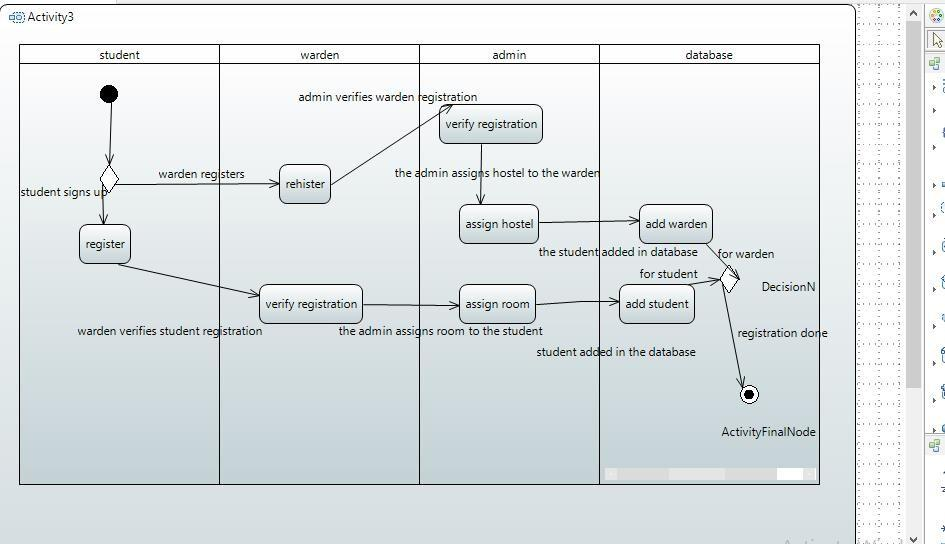 Activity3
student
warden
admin
database
admin verifies warden registration
verify registration
warden registers
the admin assigns hostel to the warden
student signs up
rehister
register
assign hostel
add warden
the student added in database
for warden
for student
DecisionN
verify registration
assign room
add student
warden verifies student registration
the admin assigns room to the student
registration done
student added in the database
ActivityFinalNode